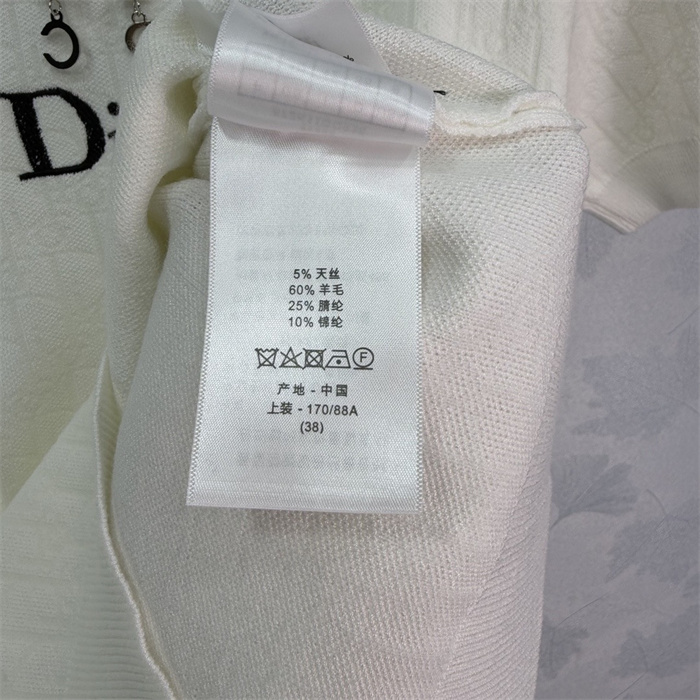 Di
5% 天丝
60% 羊毛
25% 腈纶
10% 锦纶
F
产地 - 中国
上装 - 170/88A
(38)